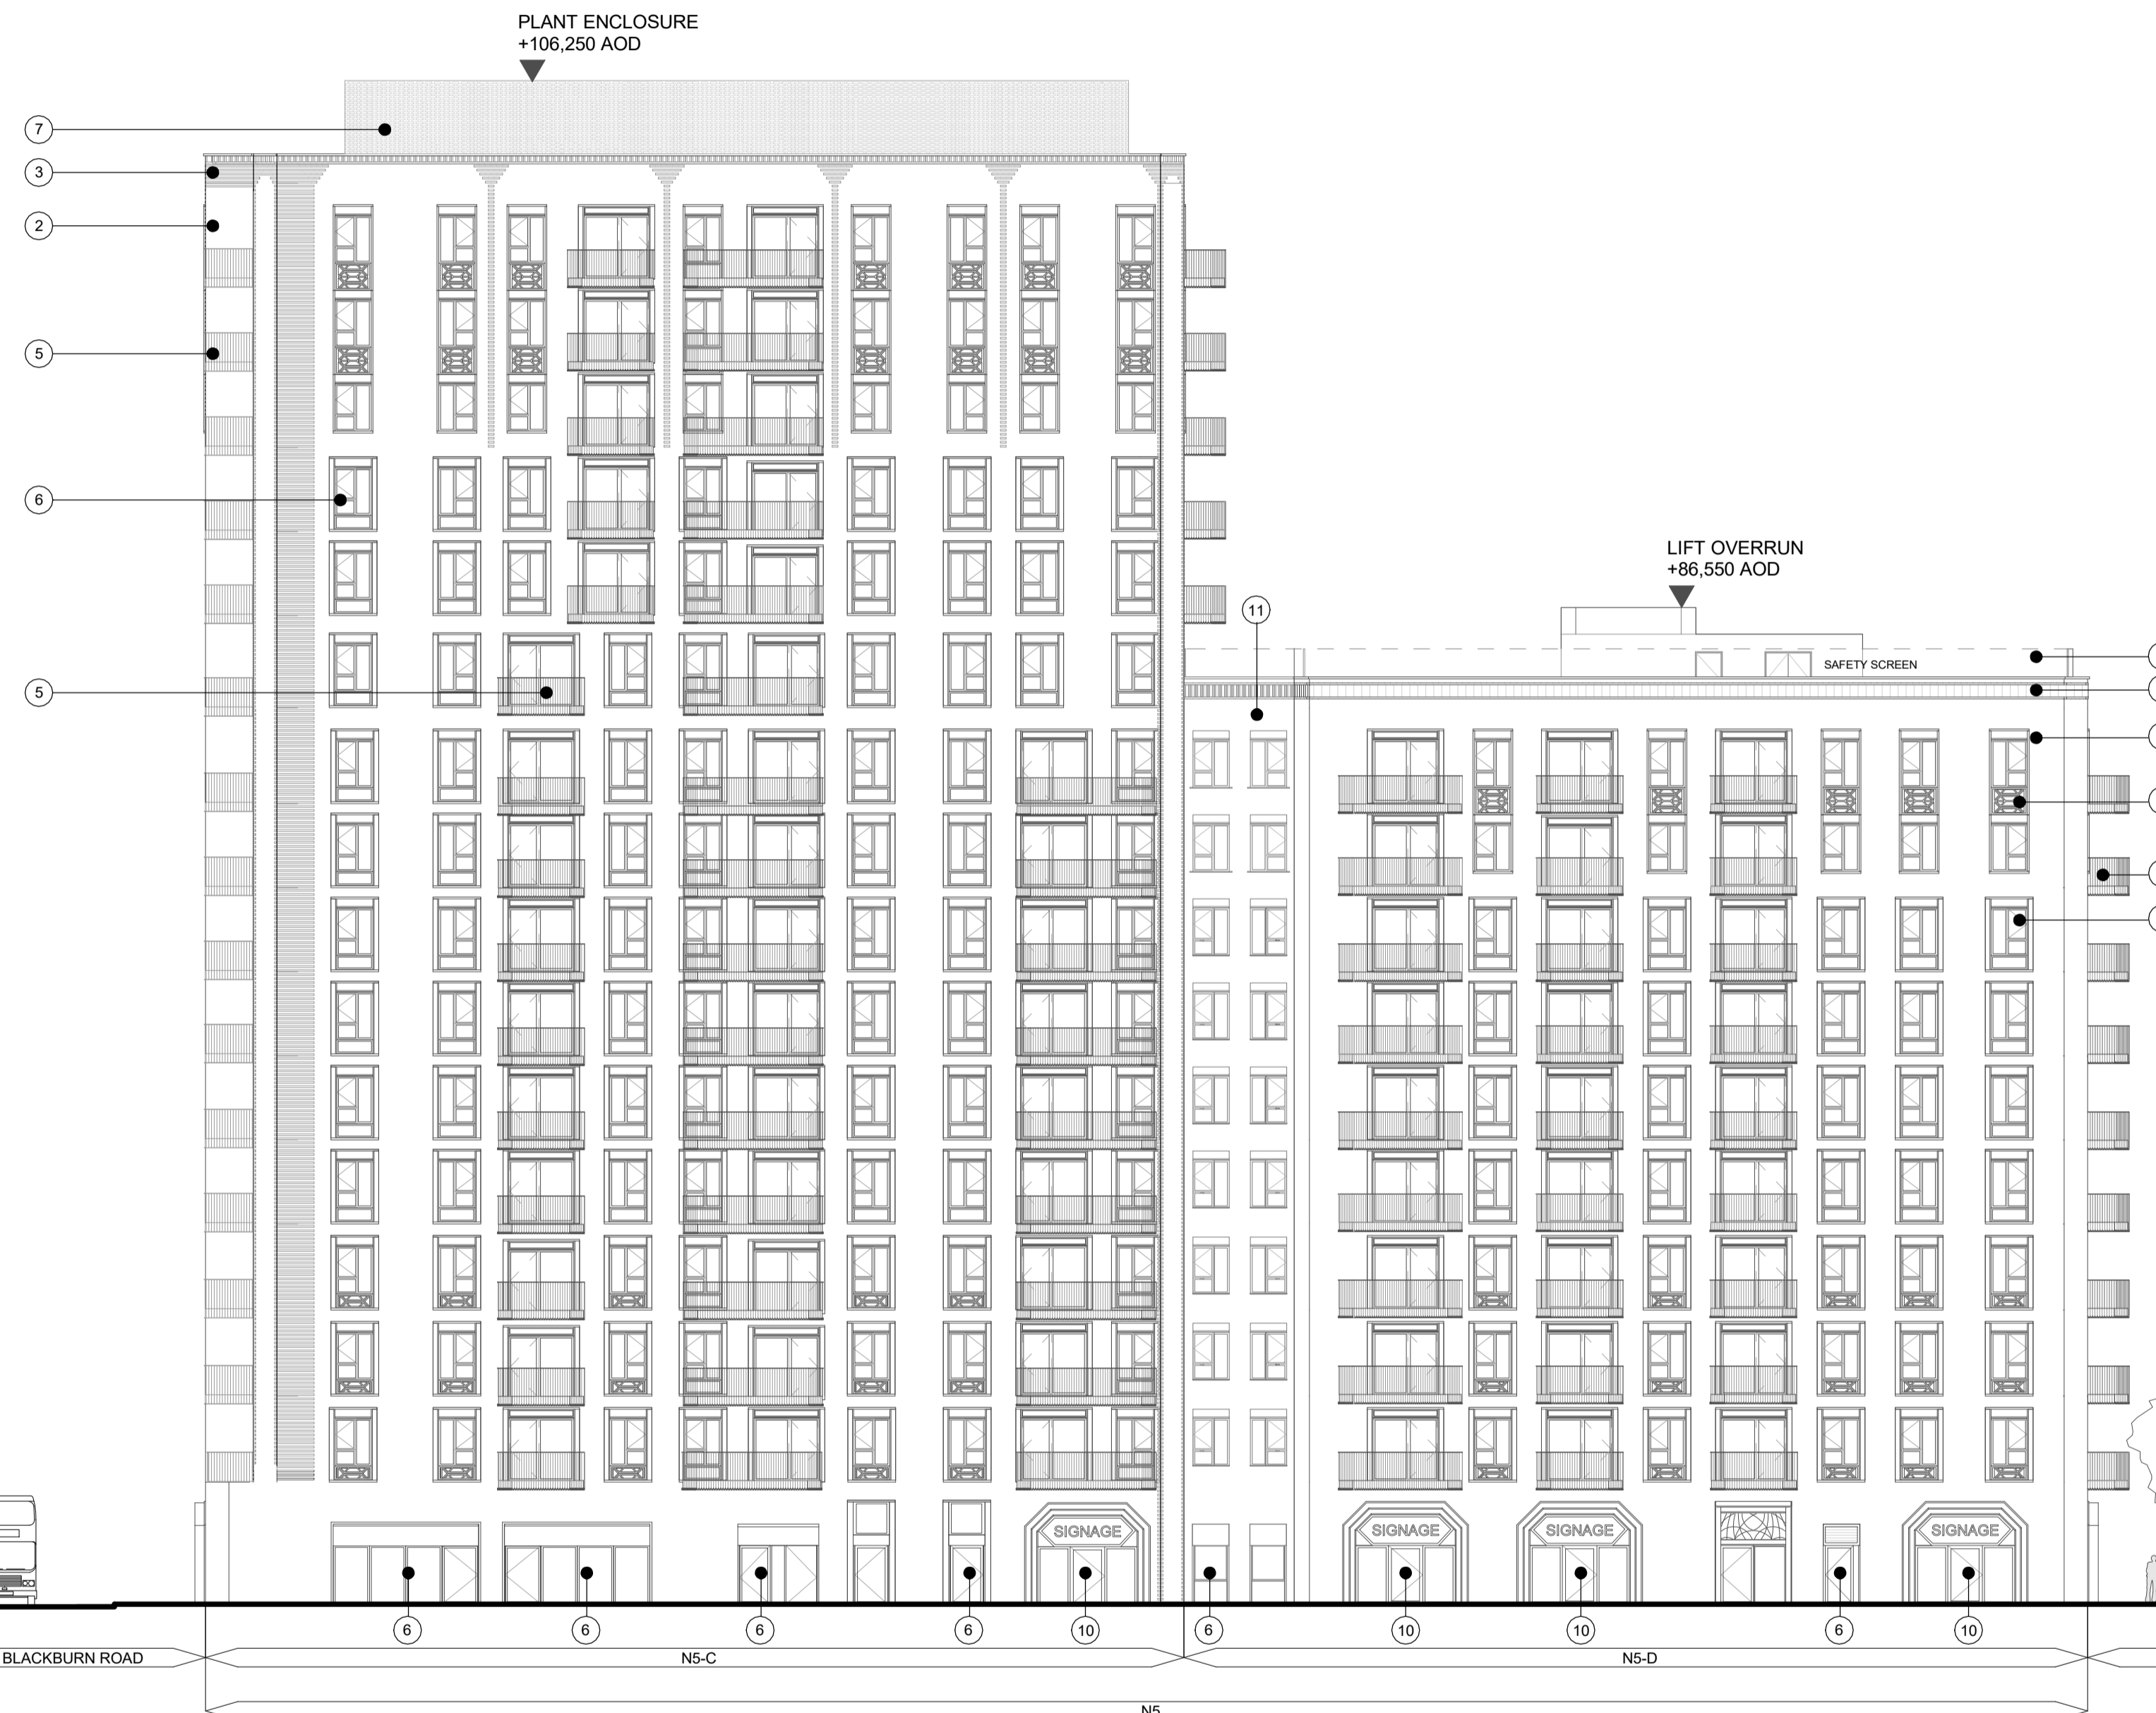 PLANT ENCLOSURE
+106,250 AOD
7
3
2
5
6
LIFT OVERRUN
+86,550 AOD
11
SAFETY SCREEN
5
SIGNAGE
SIGNAGE
SIGNAGE
SIGNAGE
6
6
6
6
10
6
10
10
6
10
BLACKBURN ROAD
N5-C
N5-D
N5